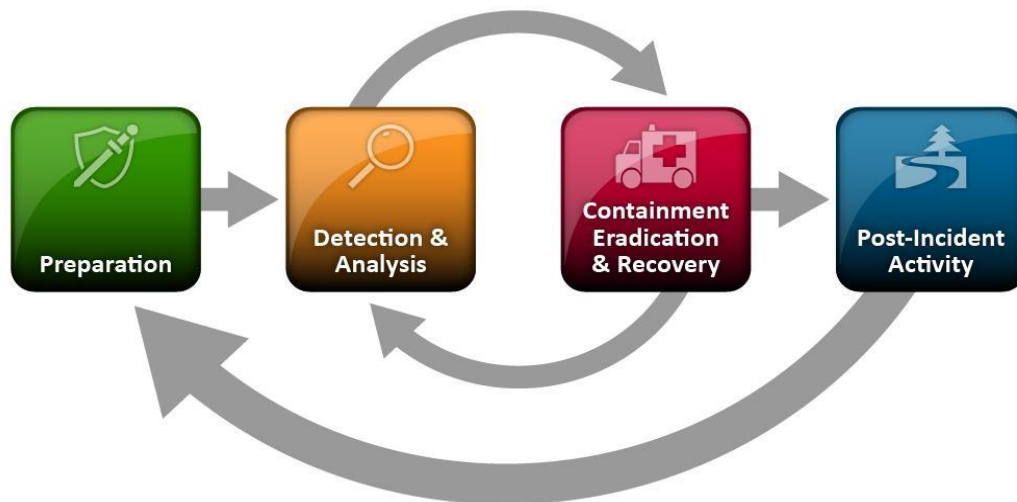 Preparation
Detection &
Analysis
Containment
Eradication
& Recovery
Post-Incident
Activity